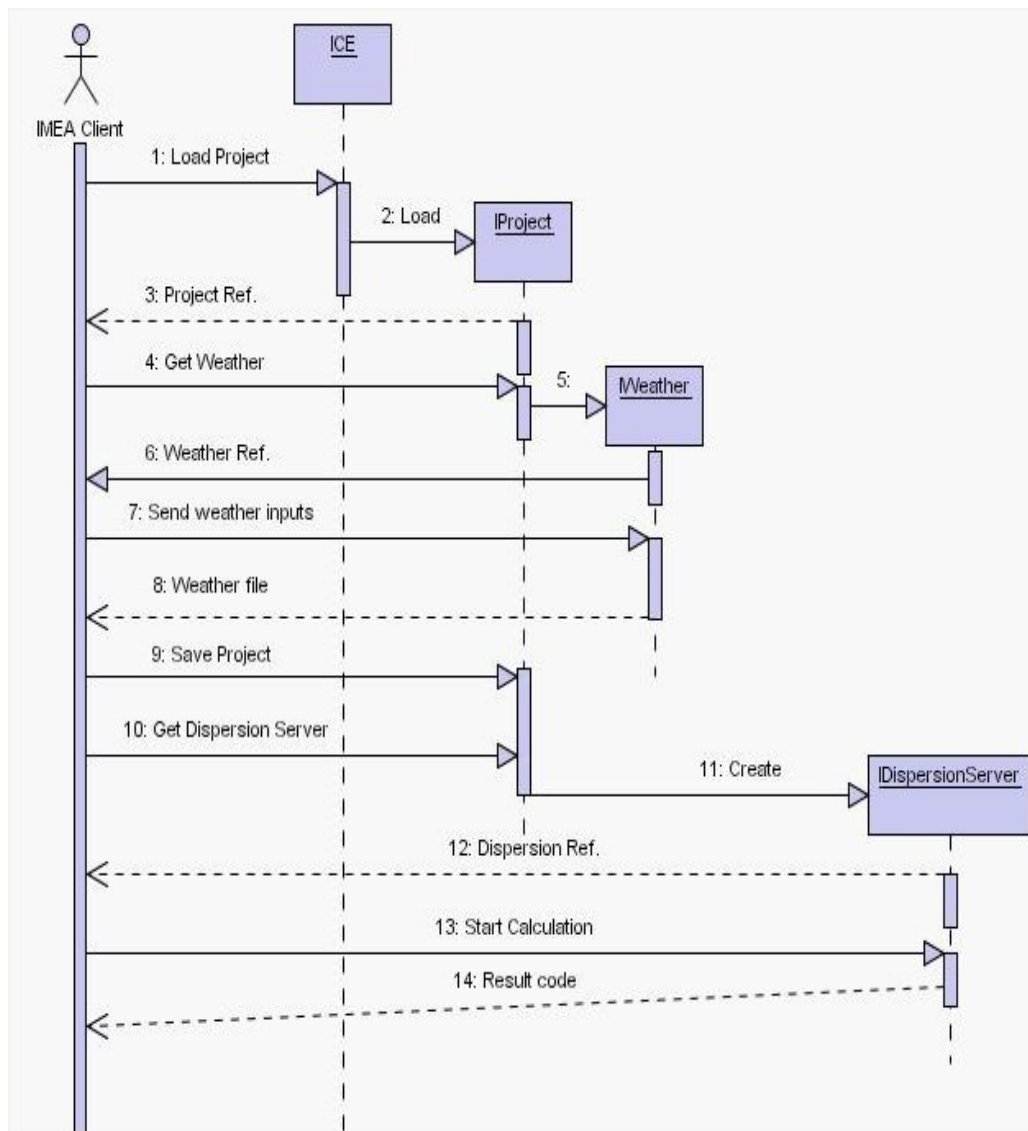 ICE
IMEA Client
1: Load Project
2: Load
IProject
3: Project Ref.
4: Get Weather
5:
IWeather
6: Weather Ref.
7: Send weather inputs
8: Weather file
9: Save Project
10: Get Dispersion Server
11: Create
IDispersionServer
12: Dispersion Ref.
13: Start Calculation
14: Result code